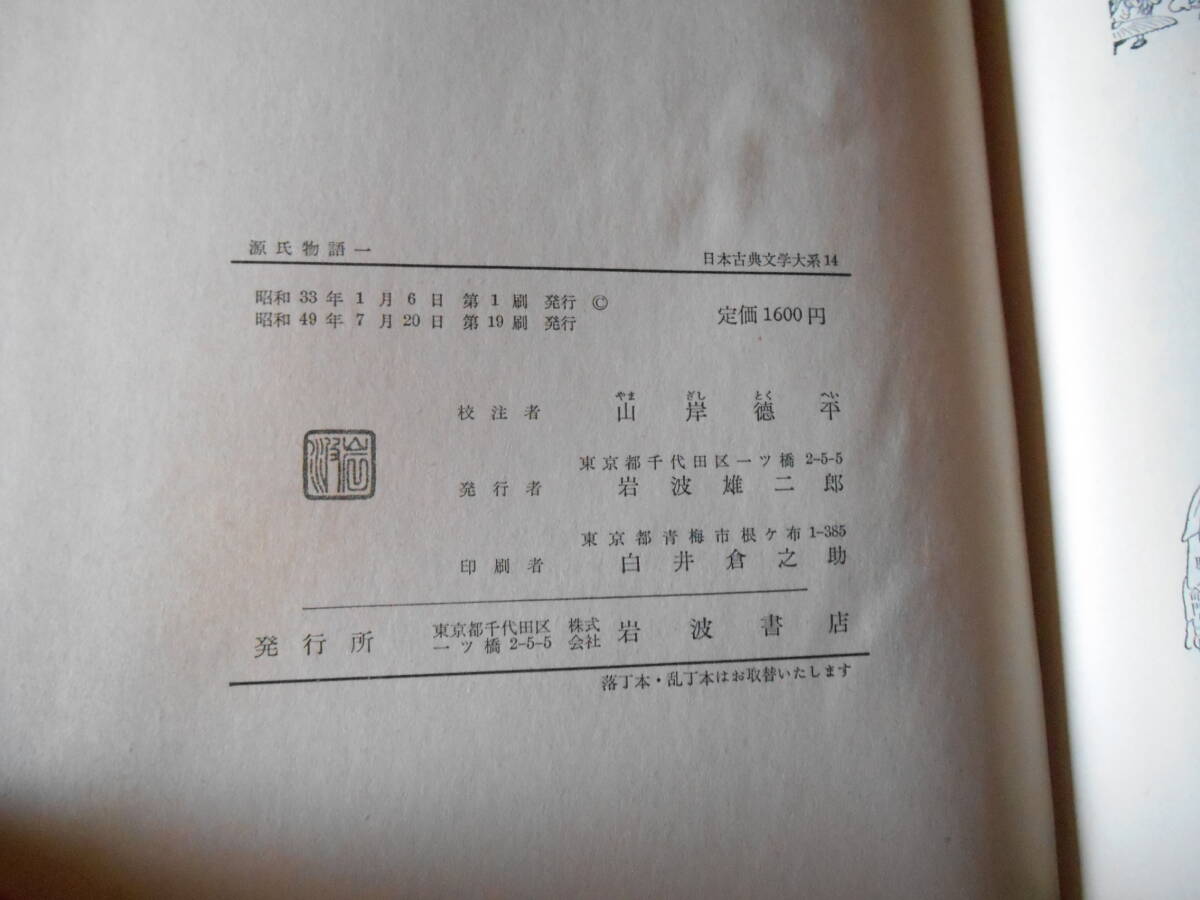 源氏物語一
日本古典文学大系14
昭和33年1月6日 第1刷 発行 ©
昭和49年7月20日 第19刷 発行
定価1600円
やま ぎし とく へい
校注者 山岸徳平
東京都千代田区一ツ橋 2-5-5
発行者 岩波雄二郎
東京都青梅市根ケ布 1-385
印刷者 白井倉之助
岩波
発行所 東京都千代田区一ツ橋 2-5-5 株式会社 岩波書店
落丁本・乱丁本はお取替いたします